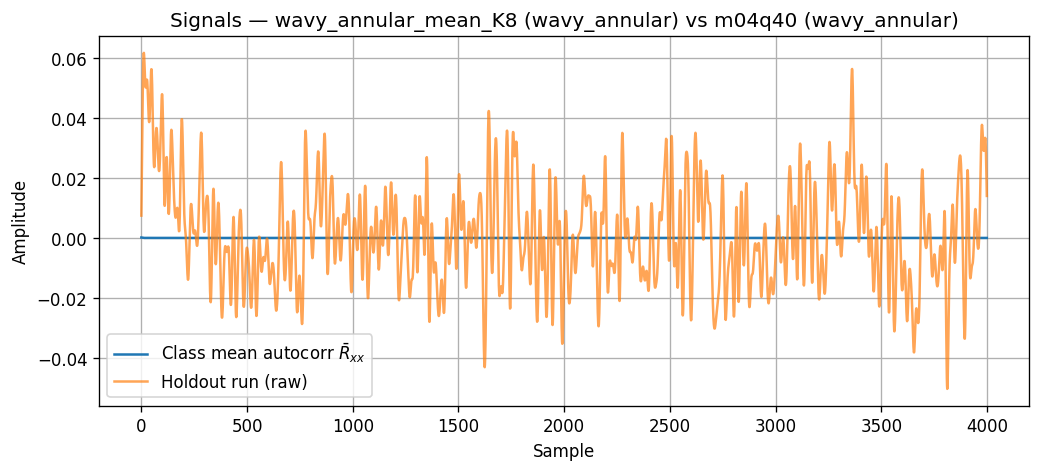 Signals — wavy_annular_mean_K8 (wavy_annular) vs m04q40 (wavy_annular)
Amplitude
0.06
0.04
0.02
0.00
−0.02
−0.04
Class mean autocorr R̄xx
Holdout run (raw)
0 500 1000 1500 2000 2500 3000 3500 4000
Sample